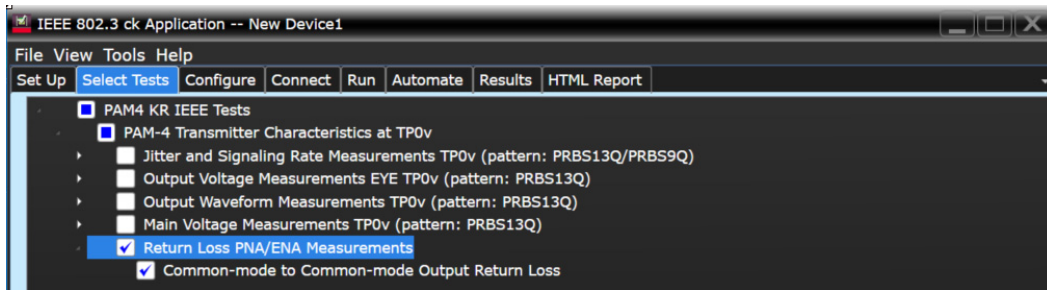 IEEE 802.3 ck Application -- New Device1
File View Tools Help
Set Up Select Tests Configure Connect Run Automate Results HTML Report
PAM4 KR IEEE Tests
PAM-4 Transmitter Characteristics at TP0v
Jitter and Signaling Rate Measurements TP0v (pattern: PRBS13Q/PRBS9Q)
Output Voltage Measurements EYE TP0v (pattern: PRBS13Q)
Output Waveform Measurements TP0v (pattern: PRBS13Q)
Main Voltage Measurements TP0v (pattern: PRBS13Q)
Return Loss PNA/ENA Measurements
Common-mode to Common-mode Output Return Loss